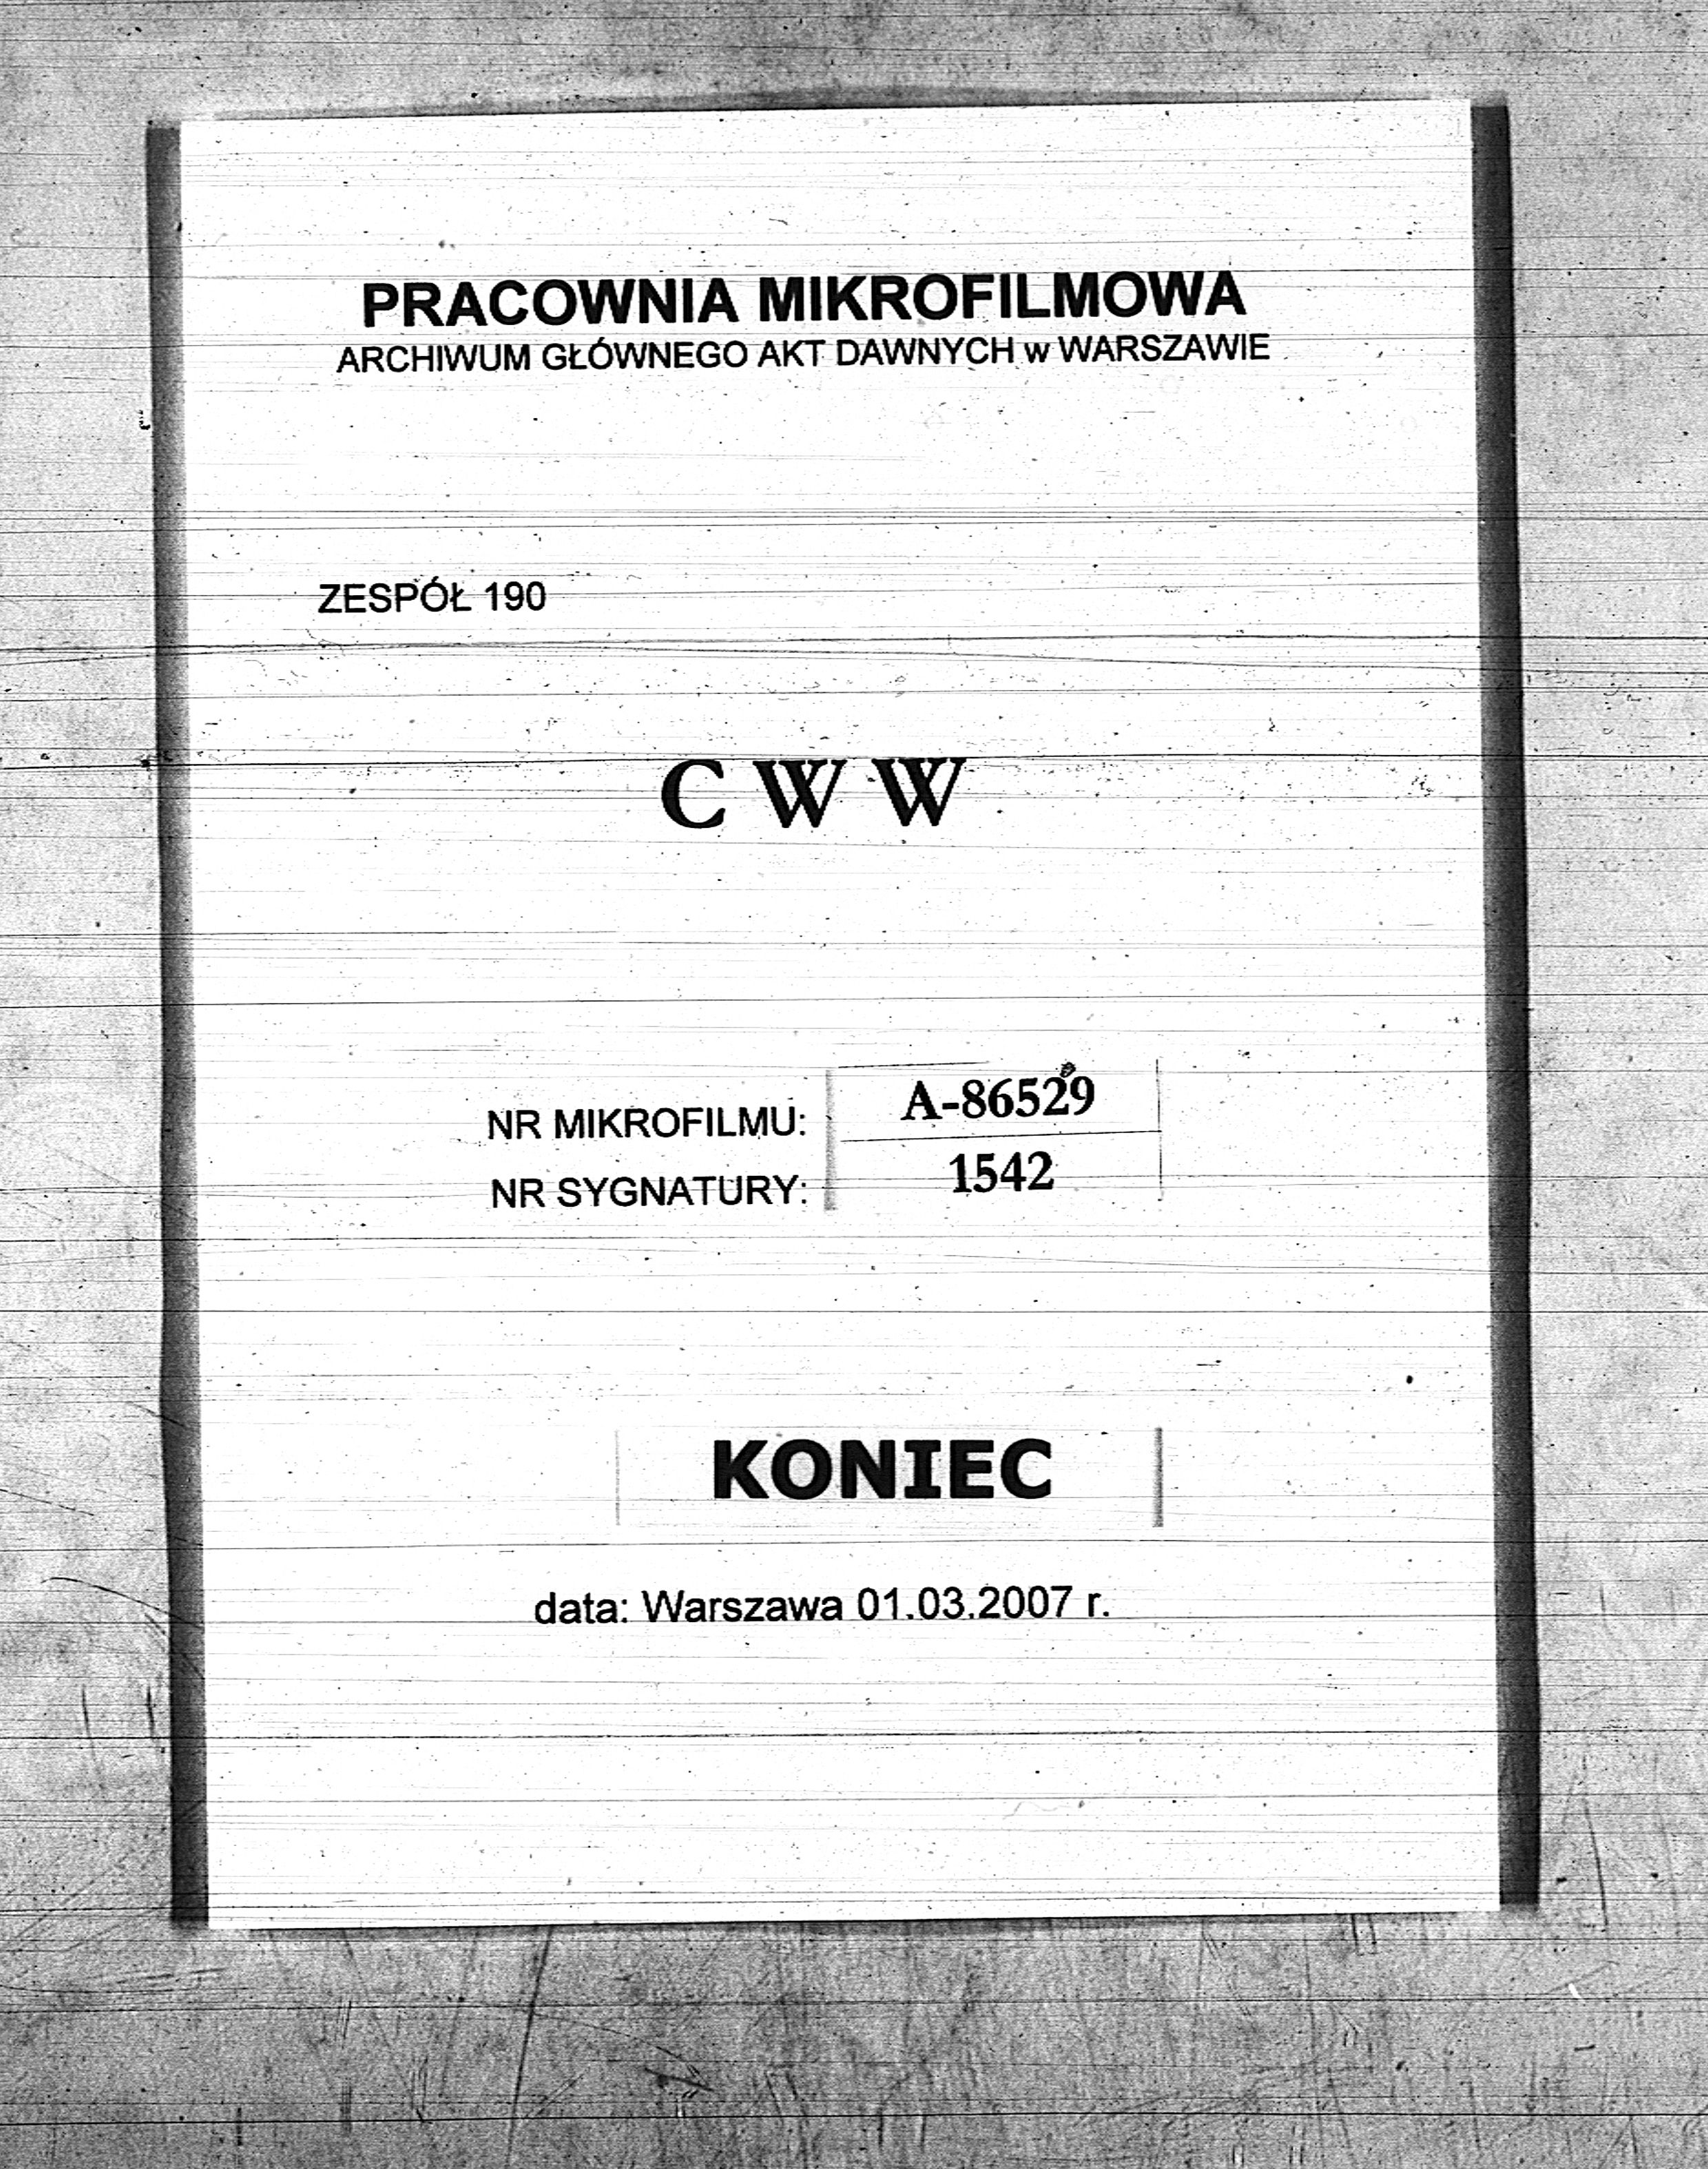 PRACOWNIA MIKROFILMOWA
ARCHIWUM GŁÓWNEGO AKT DAWNYCH w WARSZAWIE
ZESPÓŁ 190
C W W
NR MIKROFILMU: A-86529
NR SYGNATURY: 1542
KONIEC
data: Warszawa 01.03.2007 r.